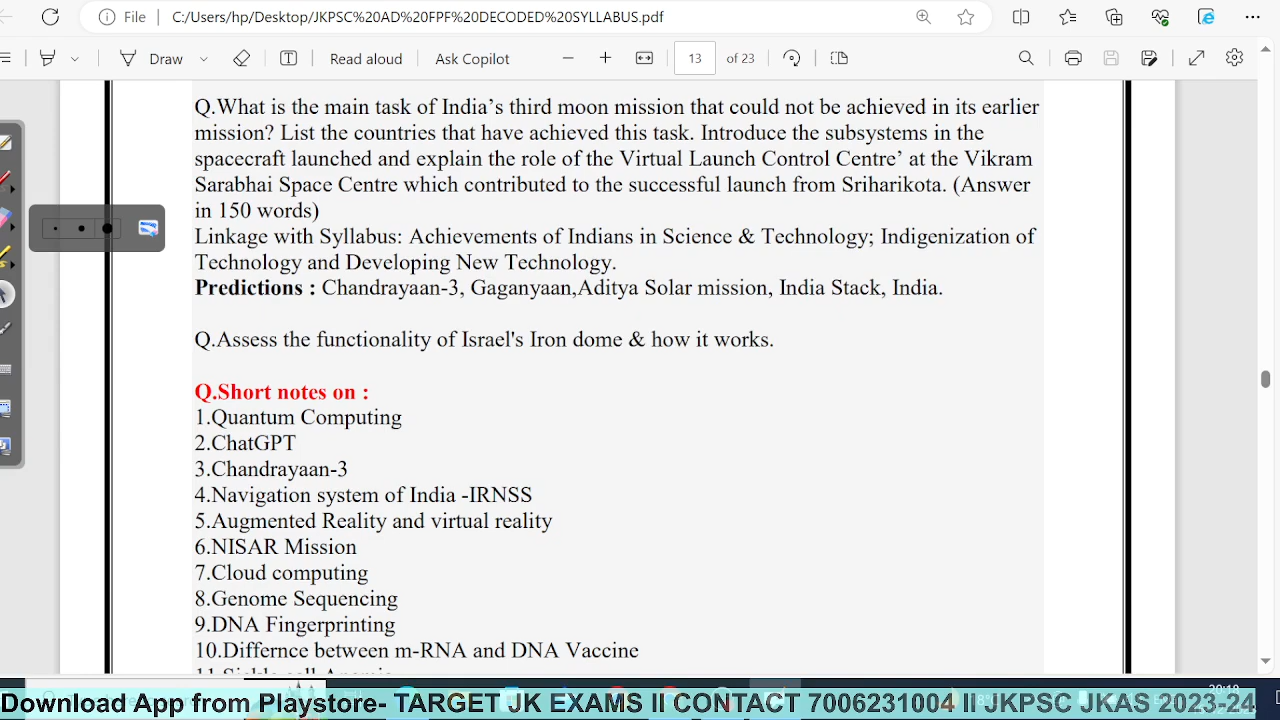 File
C:/Users/hp/Desktop/JKPSC%20AD%20FPF%20DECODED%20SYLLABUS.pdf
Draw
Read aloud
Ask Copilot
13
of 23
Q.What is the main task of India’s third moon mission that could not be achieved in its earlier
mission? List the countries that have achieved this task. Introduce the subsystems in the
spacecraft launched and explain the role of the Virtual Launch Control Centre’ at the Vikram
Sarabhai Space Centre which contributed to the successful launch from Sriharikota. (Answer
in 150 words)
Linkage with Syllabus: Achievements of Indians in Science & Technology; Indigenization of
Technology and Developing New Technology.
Predictions : Chandrayaan-3, Gaganyaan,Aditya Solar mission, India Stack, India.
Q.Assess the functionality of Israel's Iron dome & how it works.
Q.Short notes on :
1.Quantum Computing
2.ChatGPT
3.Chandrayaan-3
4.Navigation system of India -IRNSS
5.Augmented Reality and virtual reality
6.NISAR Mission
7.Cloud computing
8.Genome Sequencing
9.DNA Fingerprinting
10.Differnce between m-RNA and DNA Vaccine
Download App from Playstore- TARGET JK EXAMS II CONTACT 7006231004 II JKPSC JKAS 2023-24